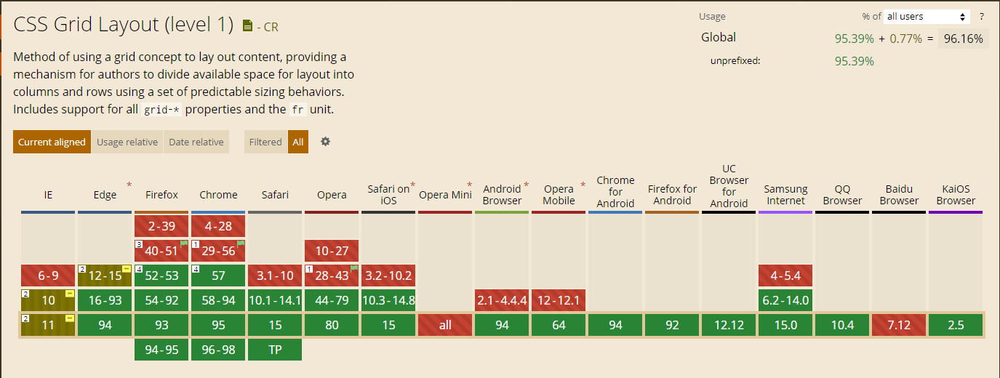 CSS Grid Layout (level 1) - CR
Usage % of all users ?
Global 95.39% + 0.77% = 96.16%
unprefixed: 95.39%
Method of using a grid concept to lay out content, providing a
mechanism for authors to divide available space for layout into
columns and rows using a set of predictable sizing behaviors.
Includes support for all grid-* properties and the fr unit.
Current aligned Usage relative Date relative Filtered All
IE Edge * Firefox Chrome Safari Opera Safari on iOS * Opera Mini * Android Browser * Opera Mobile * Chrome for Android Firefox for Android UC Browser for Android Samsung Internet QQ Browser Baidu Browser KaiOS Browser
2-39 4-28
3 40-51 1 29-56 10-27
6-9 2 12-15 4 52-53 4 57 3.1-10 1 28-43 3.2-10.2 4-5.4
2 10 16-93 54-92 58-94 10.1-14.1 44-79 10.3-14.8 2.1-4.4.4 12-12.1 6.2-14.0
2 11 94 93 95 15 80 15 all 94 64 94 92 12.12 15.0 10.4 7.12 2.5
94-95 96-98 TP